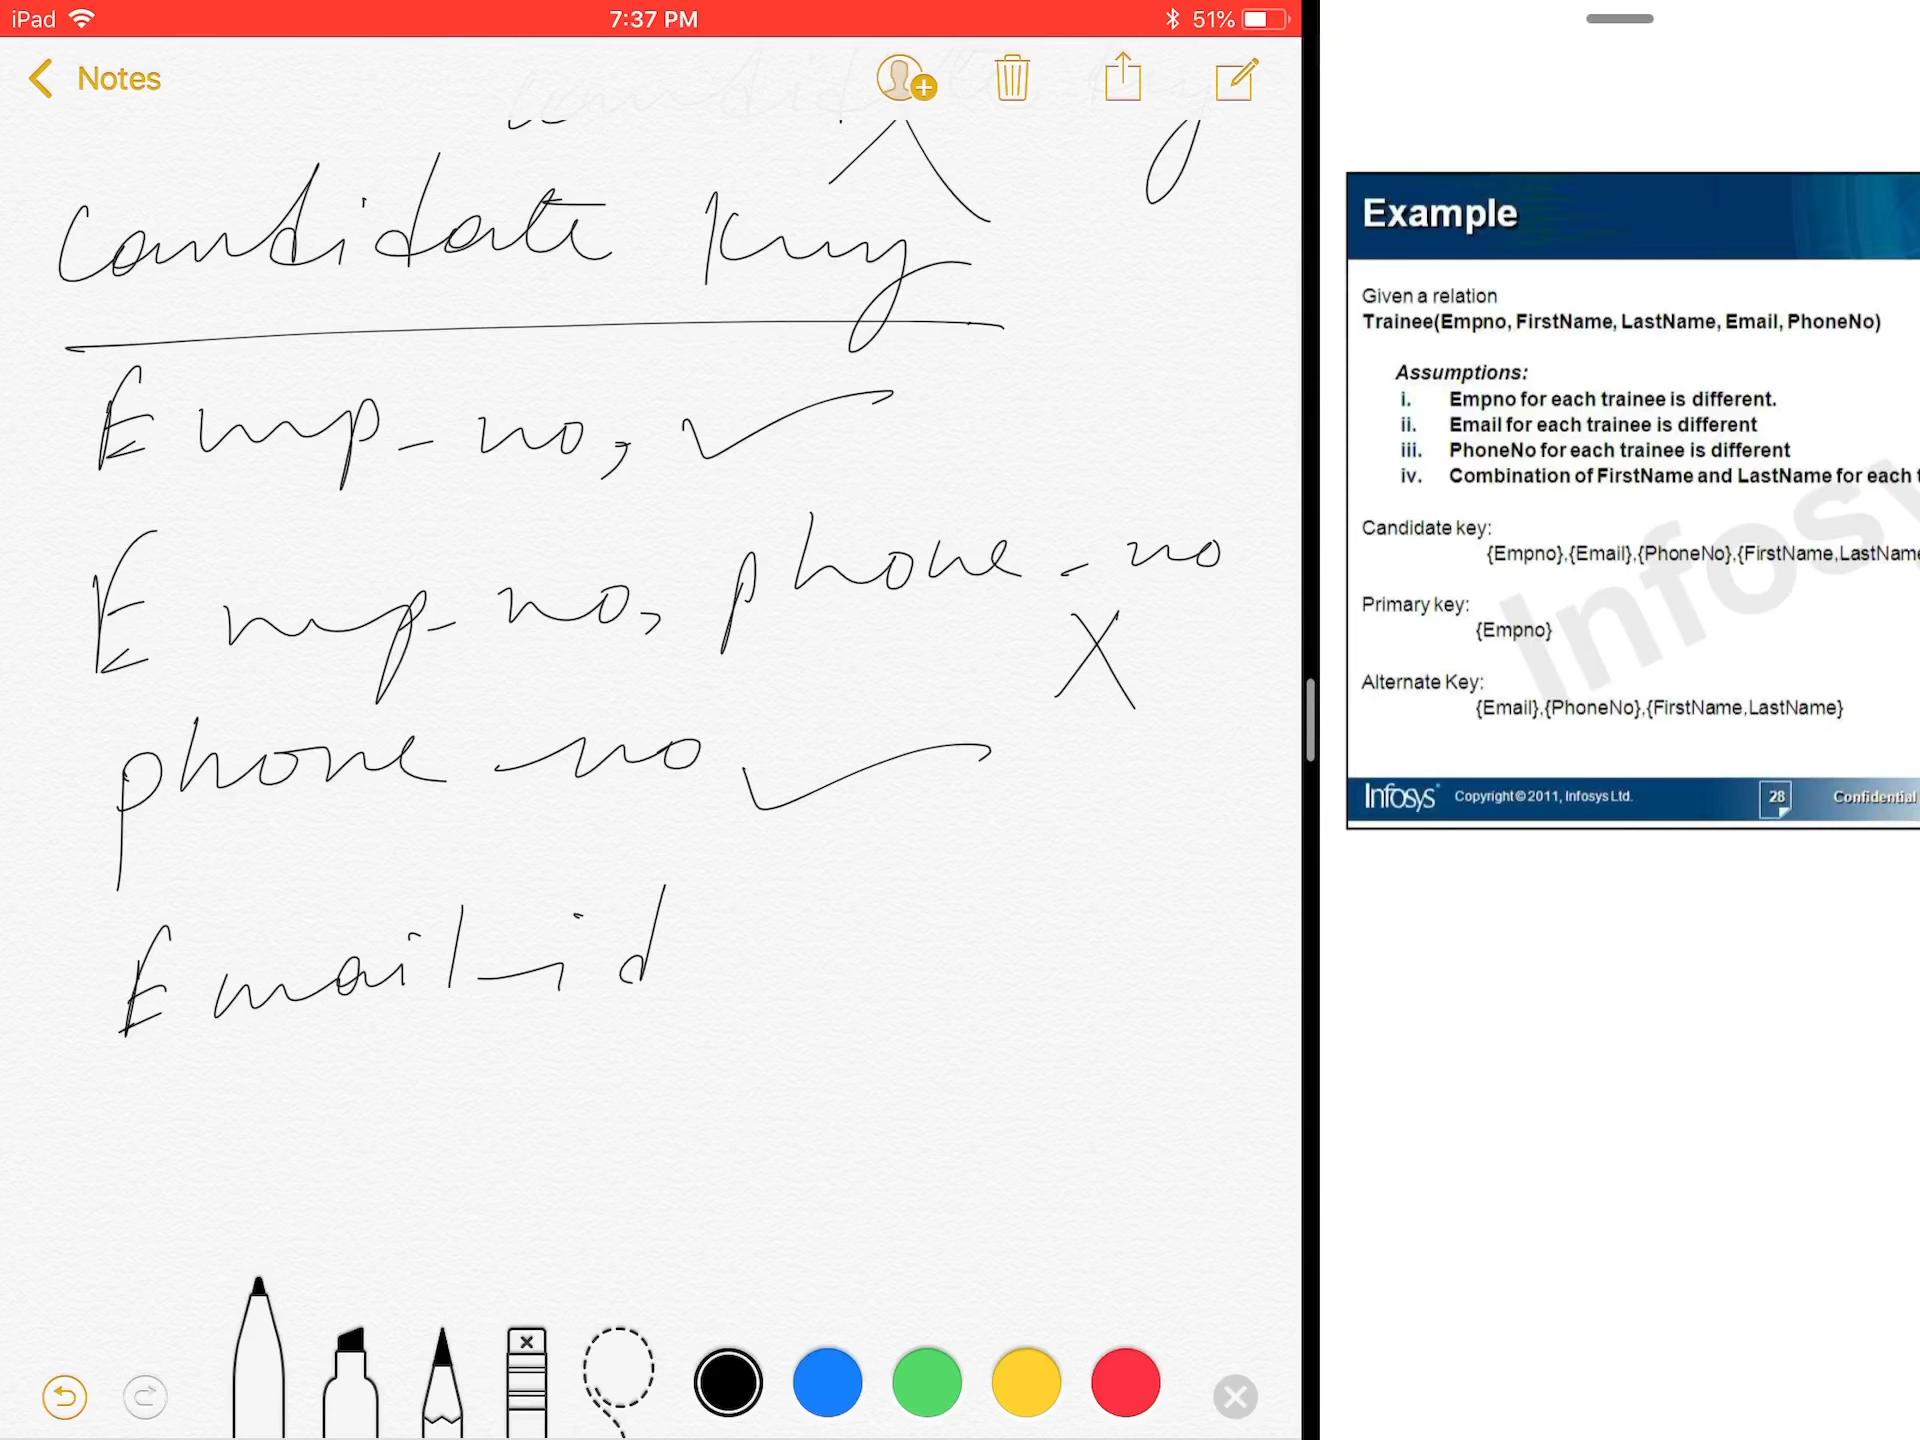 iPad 7:37 PM 51%
Notes
Candidate key
Emp-no,
Emp-no, phone-no
X
phone-no
Email-id
Example
Given a relation
Trainee(Empno, FirstName, LastName, Email, PhoneNo)
Assumptions:
i. Empno for each trainee is different.
ii. Email for each trainee is different
iii. PhoneNo for each trainee is different
iv. Combination of FirstName and LastName for each
Candidate key:
{Empno},{Email},{PhoneNo},{FirstName,LastName
Primary key:
{Empno}
Alternate Key:
{Email},{PhoneNo},{FirstName,LastName}
Infosys
Infosys Copyright©2011, Infosys Ltd. 28 Confidential